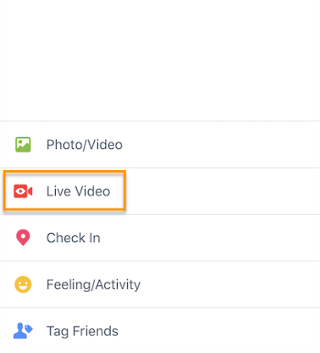 Photo/Video
Live Video
Check In
Feeling/Activity
Tag Friends